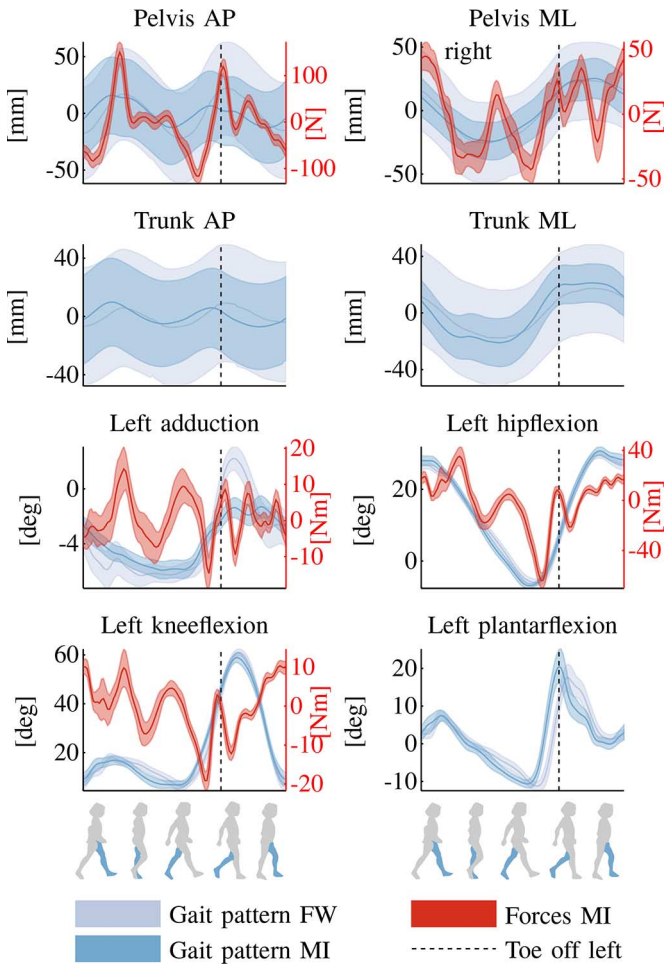 Pelvis AP
Pelvis ML
50
0
-50
[mm]
100
0
-100
[N]
right
50
0
-50
[mm]
50
0
-50
[N]
Trunk AP
Trunk ML
40
0
-40
[mm]
40
0
-40
[mm]
Left adduction
Left hipflexion
0
-4
[deg]
20
10
0
-10
[Nm]
20
0
[deg]
40
0
-40
[Nm]
Left kneeflexion
Left plantarflexion
60
40
20
[deg]
10
0
-10
-20
[Nm]
20
10
0
-10
[deg]
Gait pattern FW
Forces MI
Gait pattern MI
Toe off left